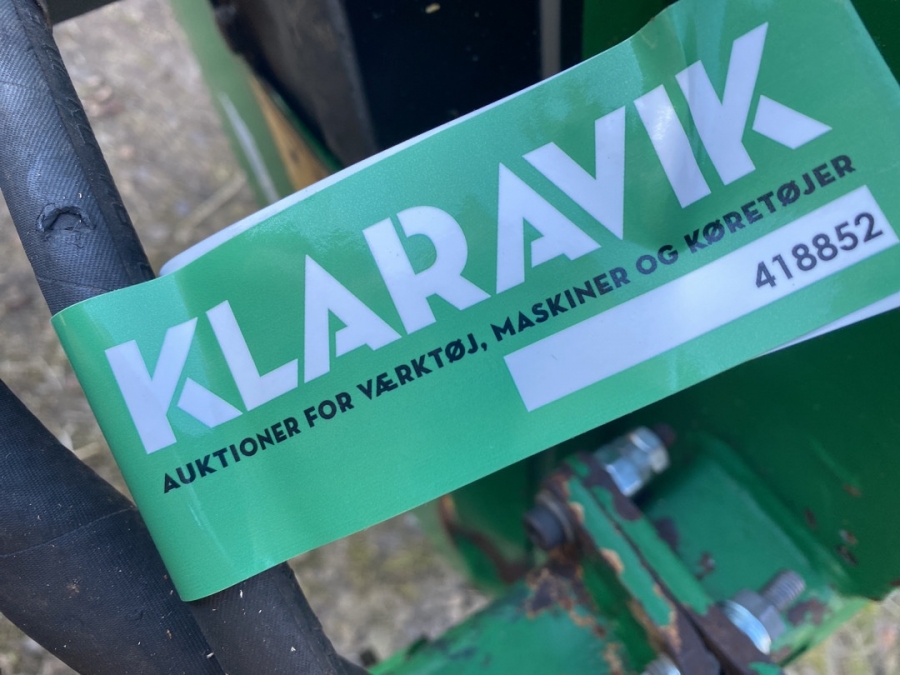 KLARAVIK
AUKTIONER FOR VÆRKTØJ, MASKINER OG KØRETØJER
418852